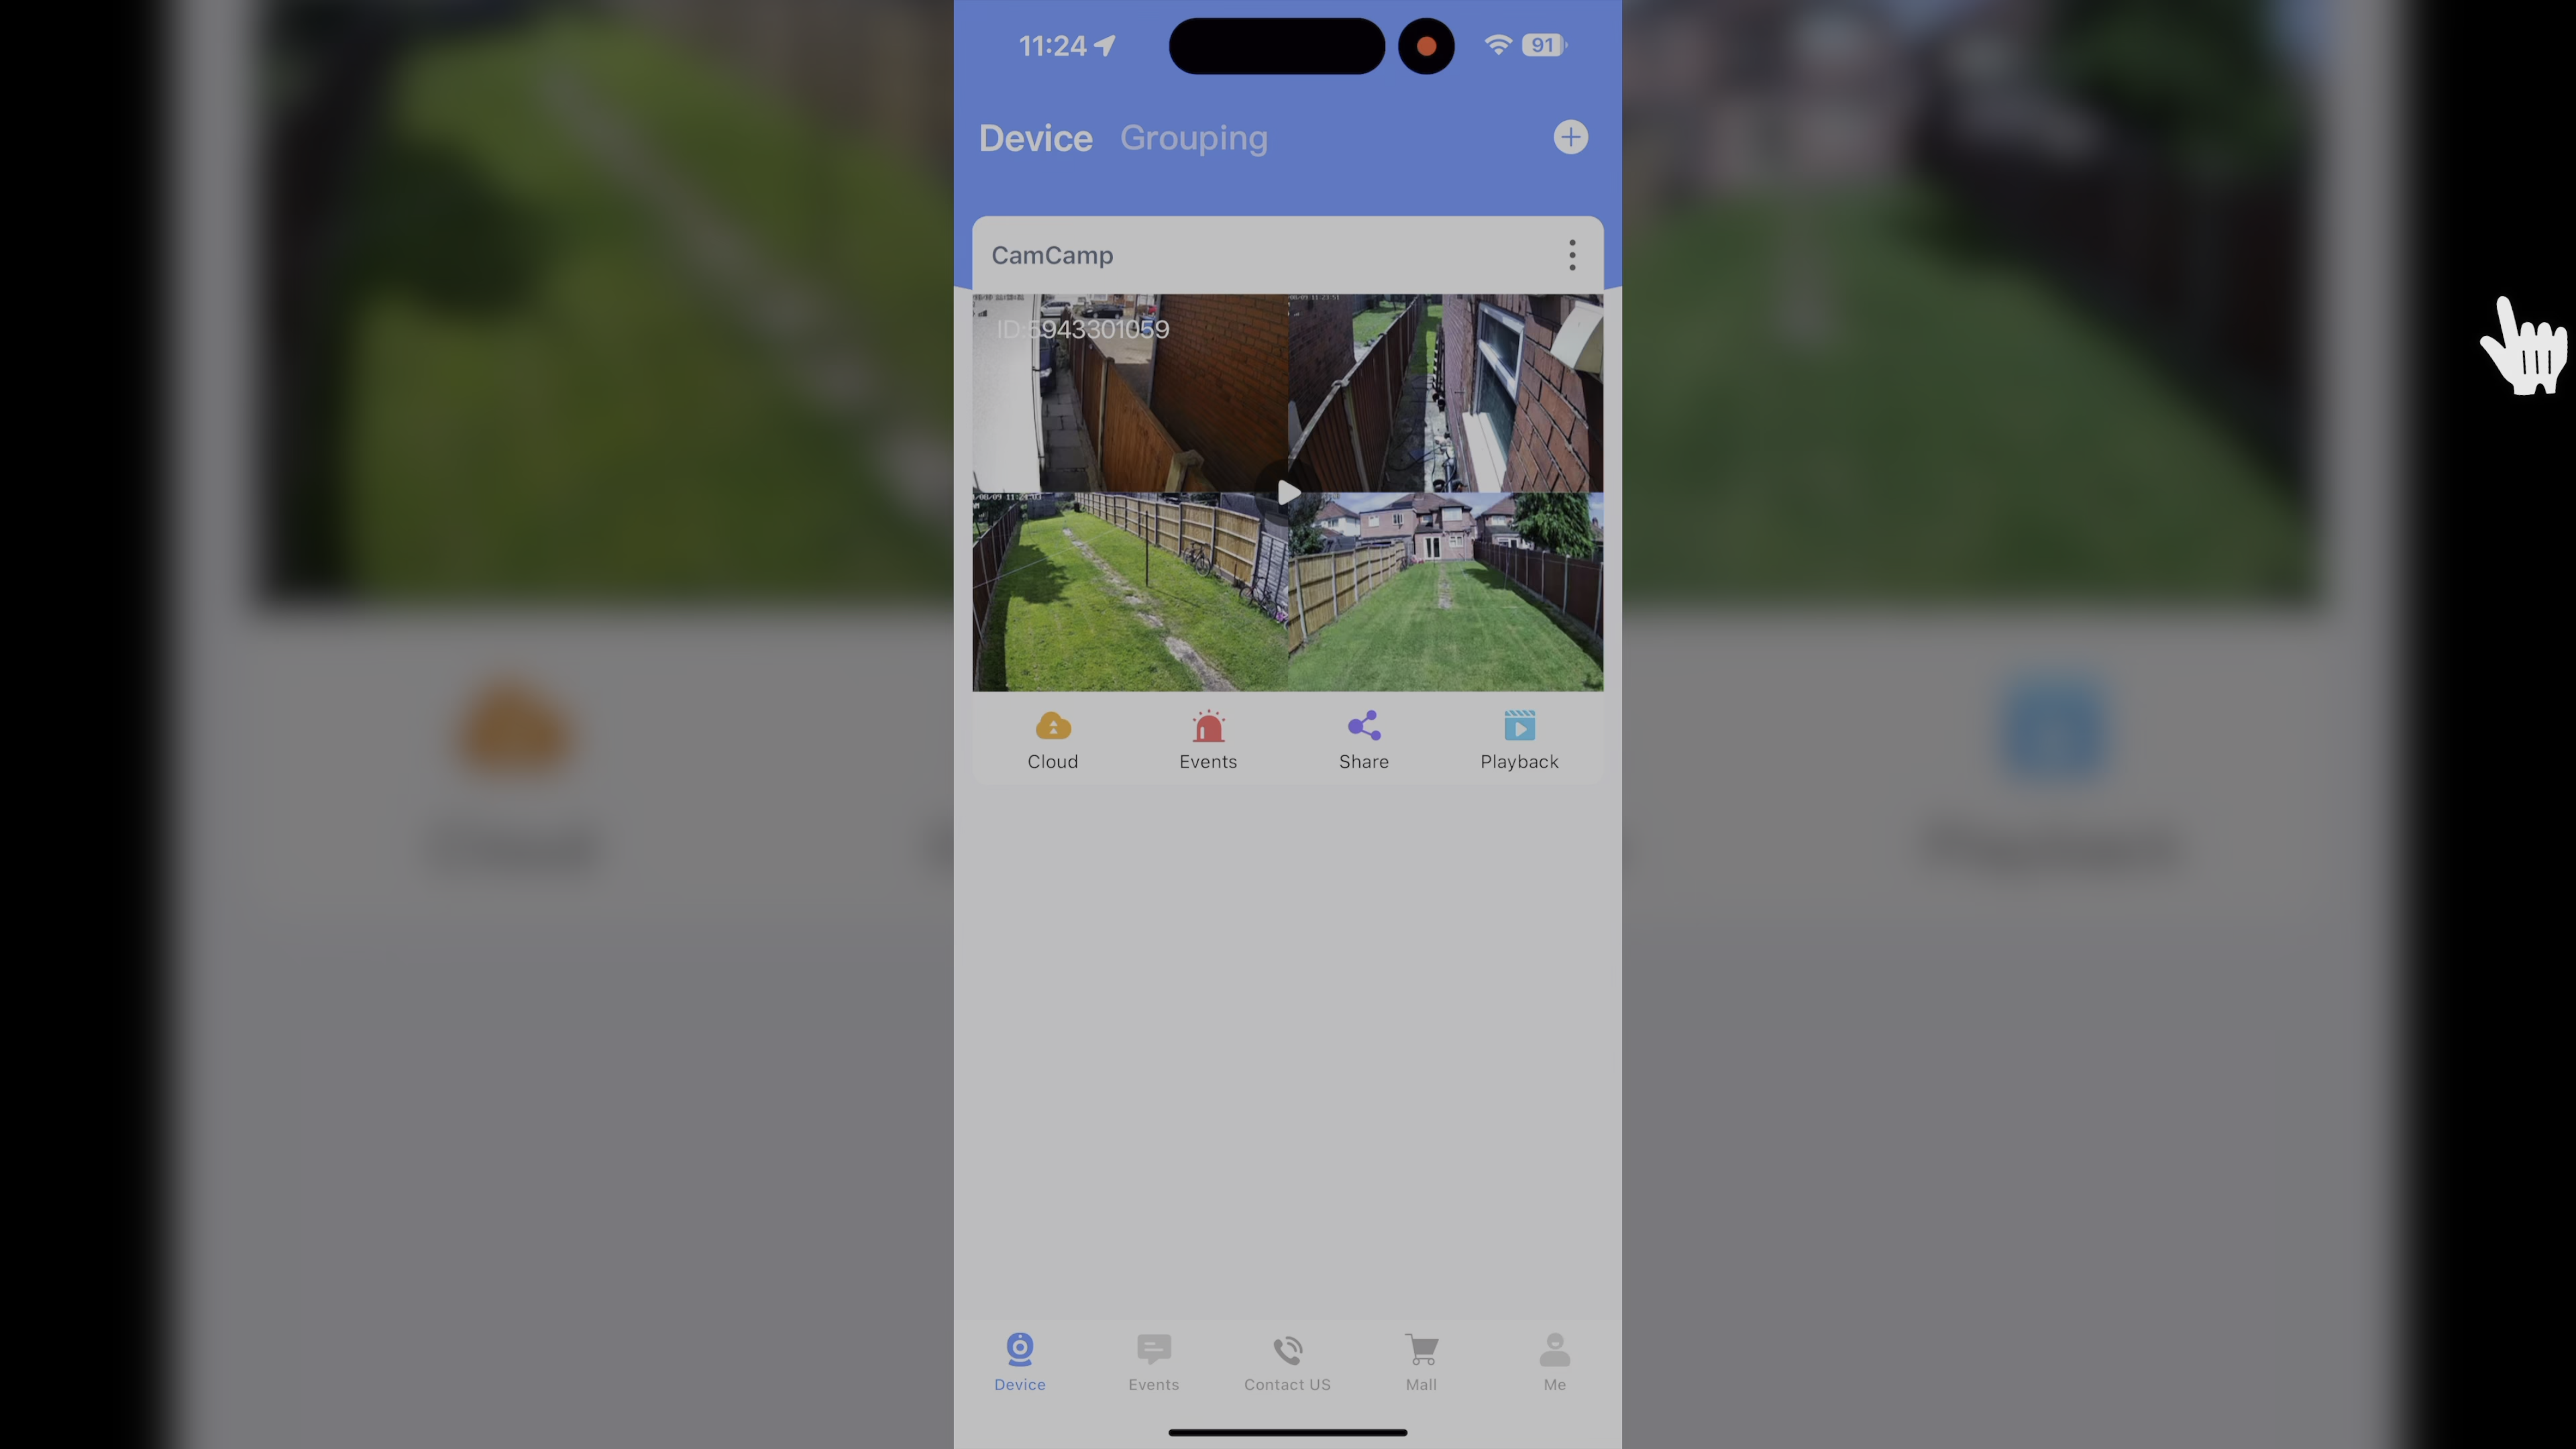 11:24
91
Device Grouping
CamCamp
ID:5943301059
Cloud Events Share Playback
Device Events Contact US Mall Me